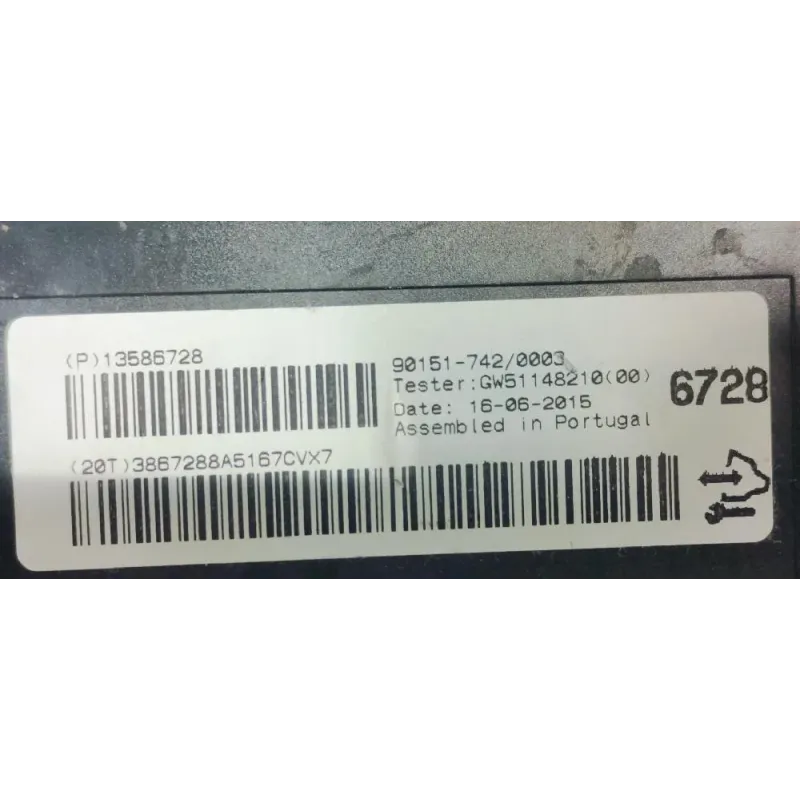 (P)13586728
(20T)3867288A5167CVX7
90151-742/0003
Tester:GW51148210(00)
Date: 16-06-2015
Assembled in Portugal
6728